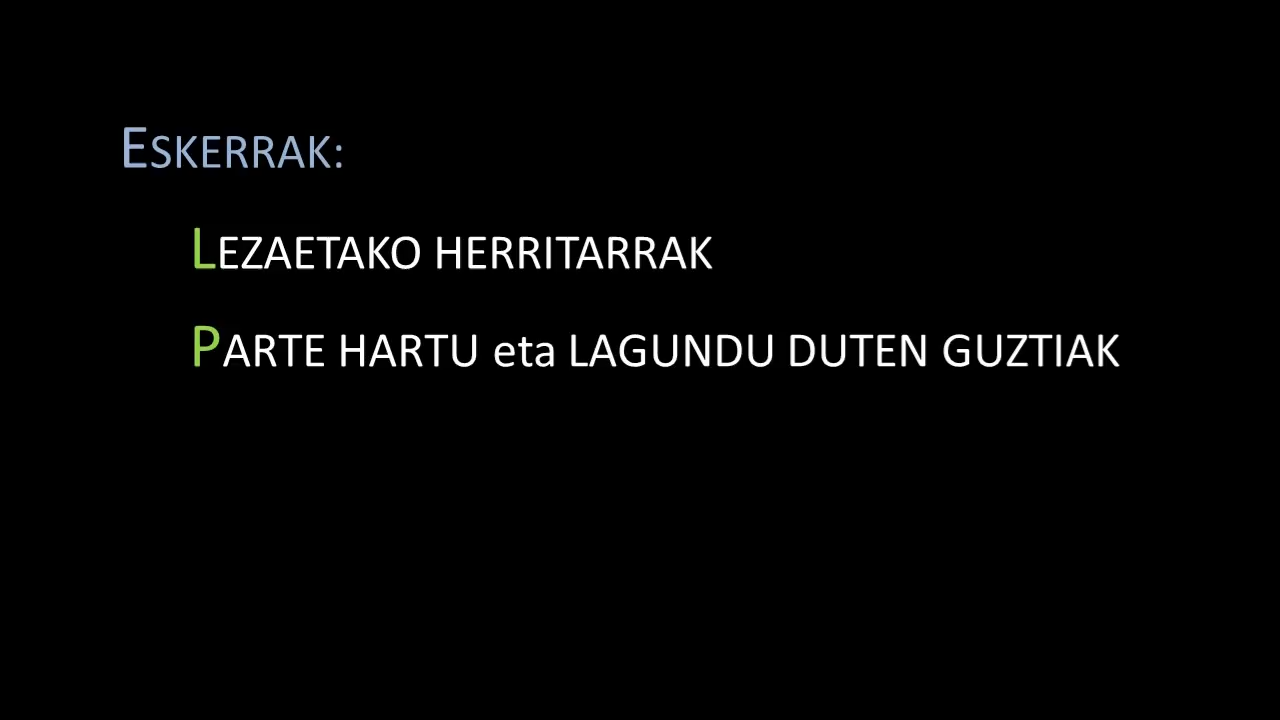 ESKERRAK:
LEZAETAKO HERRITARRAK
PARTE HARTU eta LAGUNDU DUTEN GUZTIAK